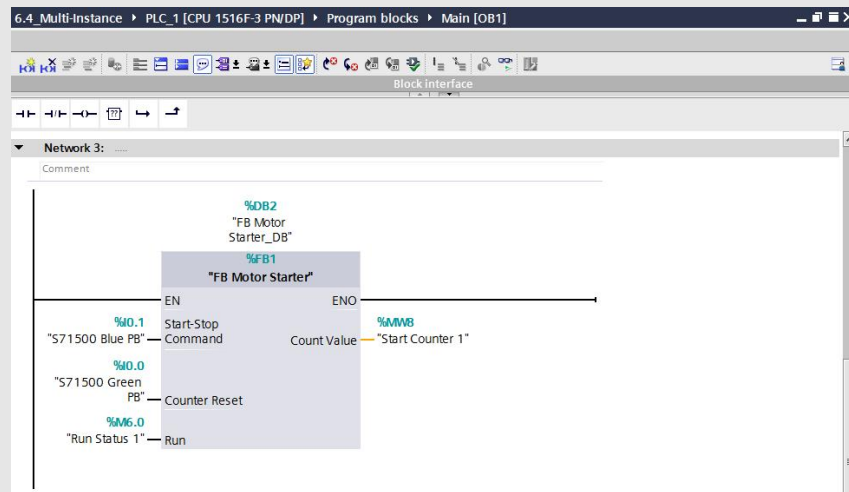 6.4_Multi-Instance ▸ PLC_1 [CPU 1516F-3 PN/DP] ▸ Program blocks ▸ Main [OB1]
Block interface
Network 3: .....
Comment
%DB2
"FB Motor
Starter_DB"
%FB1
"FB Motor Starter"
EN ENO
%I0.1
"S71500 Blue PB"
Start-Stop
Command
%MW8
Count Value "Start Counter 1"
%I0.0
"S71500 Green
PB"
Counter Reset
%M6.0
"Run Status 1"
Run